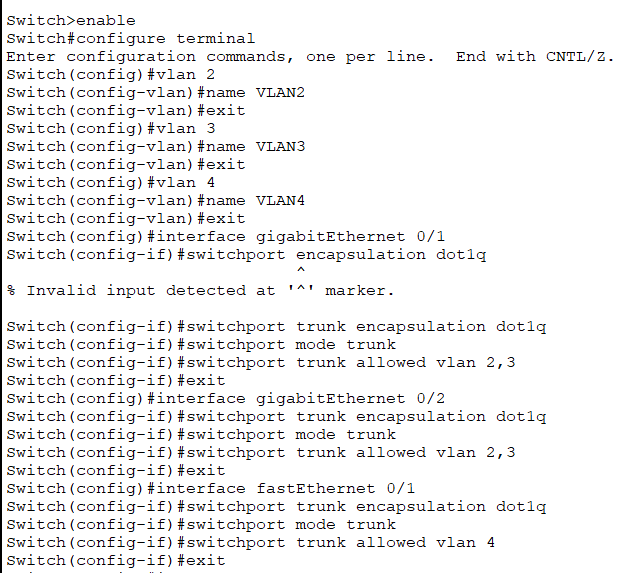 Switch>enable
Switch#configure terminal
Enter configuration commands, one per line.  End with CNTL/Z.
Switch(config)#vlan 2
Switch(config-vlan)#name VLAN2
Switch(config-vlan)#exit
Switch(config)#vlan 3
Switch(config-vlan)#name VLAN3
Switch(config-vlan)#exit
Switch(config)#vlan 4
Switch(config-vlan)#name VLAN4
Switch(config-vlan)#exit
Switch(config)#interface gigabitEthernet 0/1
Switch(config-if)#switchport encapsulation dot1q
                             ^
% Invalid input detected at '^' marker.

Switch(config-if)#switchport trunk encapsulation dot1q
Switch(config-if)#switchport mode trunk
Switch(config-if)#switchport trunk allowed vlan 2,3
Switch(config-if)#exit
Switch(config)#interface gigabitEthernet 0/2
Switch(config-if)#switchport trunk encapsulation dot1q
Switch(config-if)#switchport mode trunk
Switch(config-if)#switchport trunk allowed vlan 2,3
Switch(config-if)#exit
Switch(config)#interface fastEthernet 0/1
Switch(config-if)#switchport trunk encapsulation dot1q
Switch(config-if)#switchport mode trunk
Switch(config-if)#switchport trunk allowed vlan 4
Switch(config-if)#exit